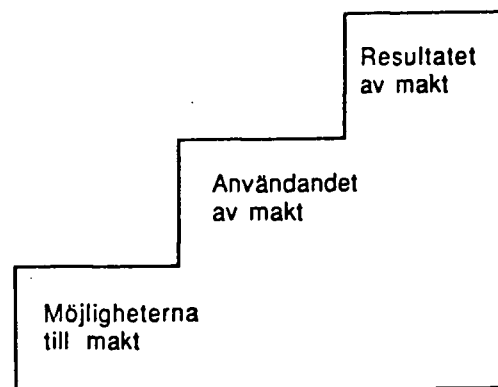 Resultatet
av makt
Användandet
av makt
Möjligheterna
till makt